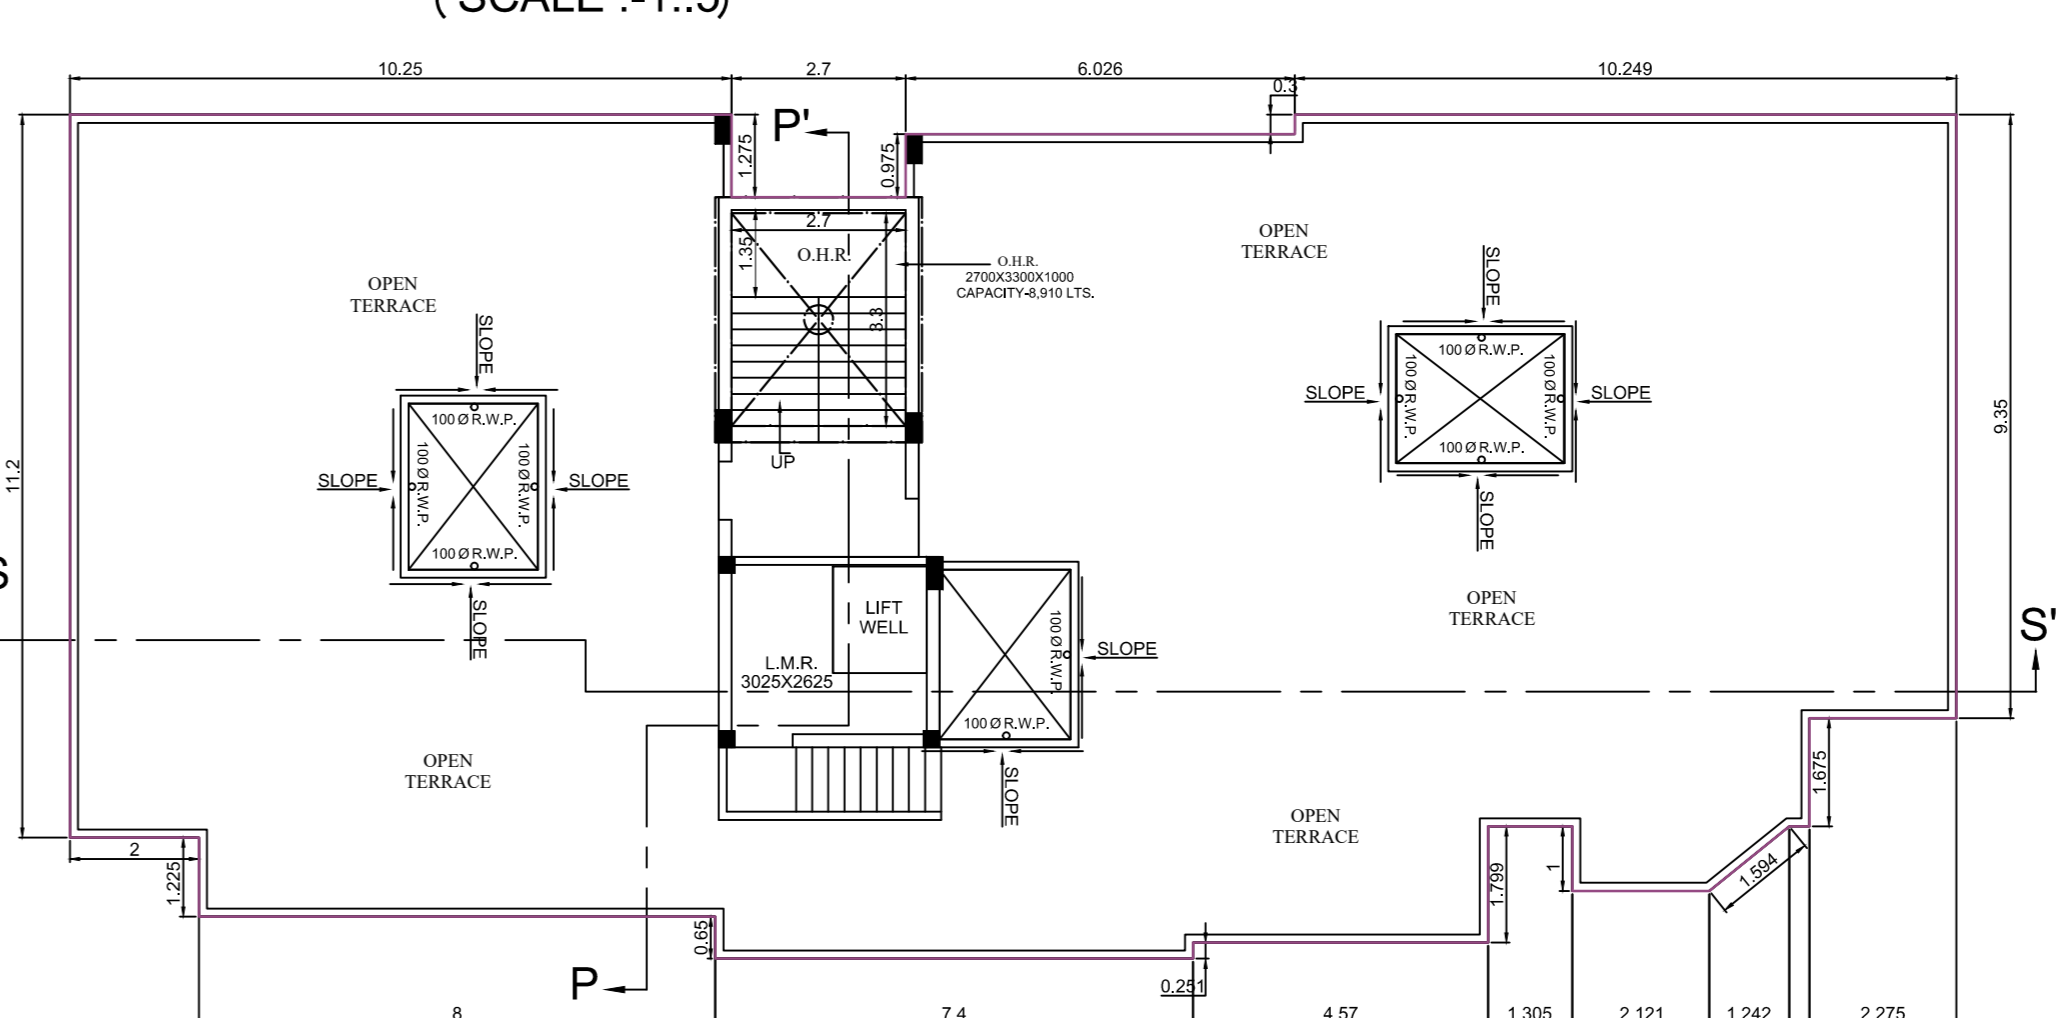 ( SCALE :-1:.5)
10.25
2.7
6.026
10.249
0.3
P'
1.275
0.975
2.7
1.35
O.H.R.
3.3
O.H.R.
2700X3300X1000
CAPACITY-8,910 LTS.
UP
OPEN
TERRACE
OPEN
TERRACE
SLOPE
100 Ø R.W.P.
100 Ø R.W.P.
100 Ø R.W.P.
SLOPE
SLOPE
100 Ø R.W.P.
SLOPE
SLOPE
100 Ø R.W.P.
100 Ø R.W.P.
100 Ø R.W.P.
SLOPE
SLOPE
100 Ø R.W.P.
SLOPE
11.2
9.35
S'
LIFT
WELL
L.M.R.
3025X2625
100 Ø R.W.P.
SLOPE
100 Ø R.W.P.
SLOPE
OPEN
TERRACE
OPEN
TERRACE
OPEN
TERRACE
1.675
2
1.225
1.799
1
1.594
0.65
0.251
P
8
7.4
4.57
1.305
2.121
1.242
2.275